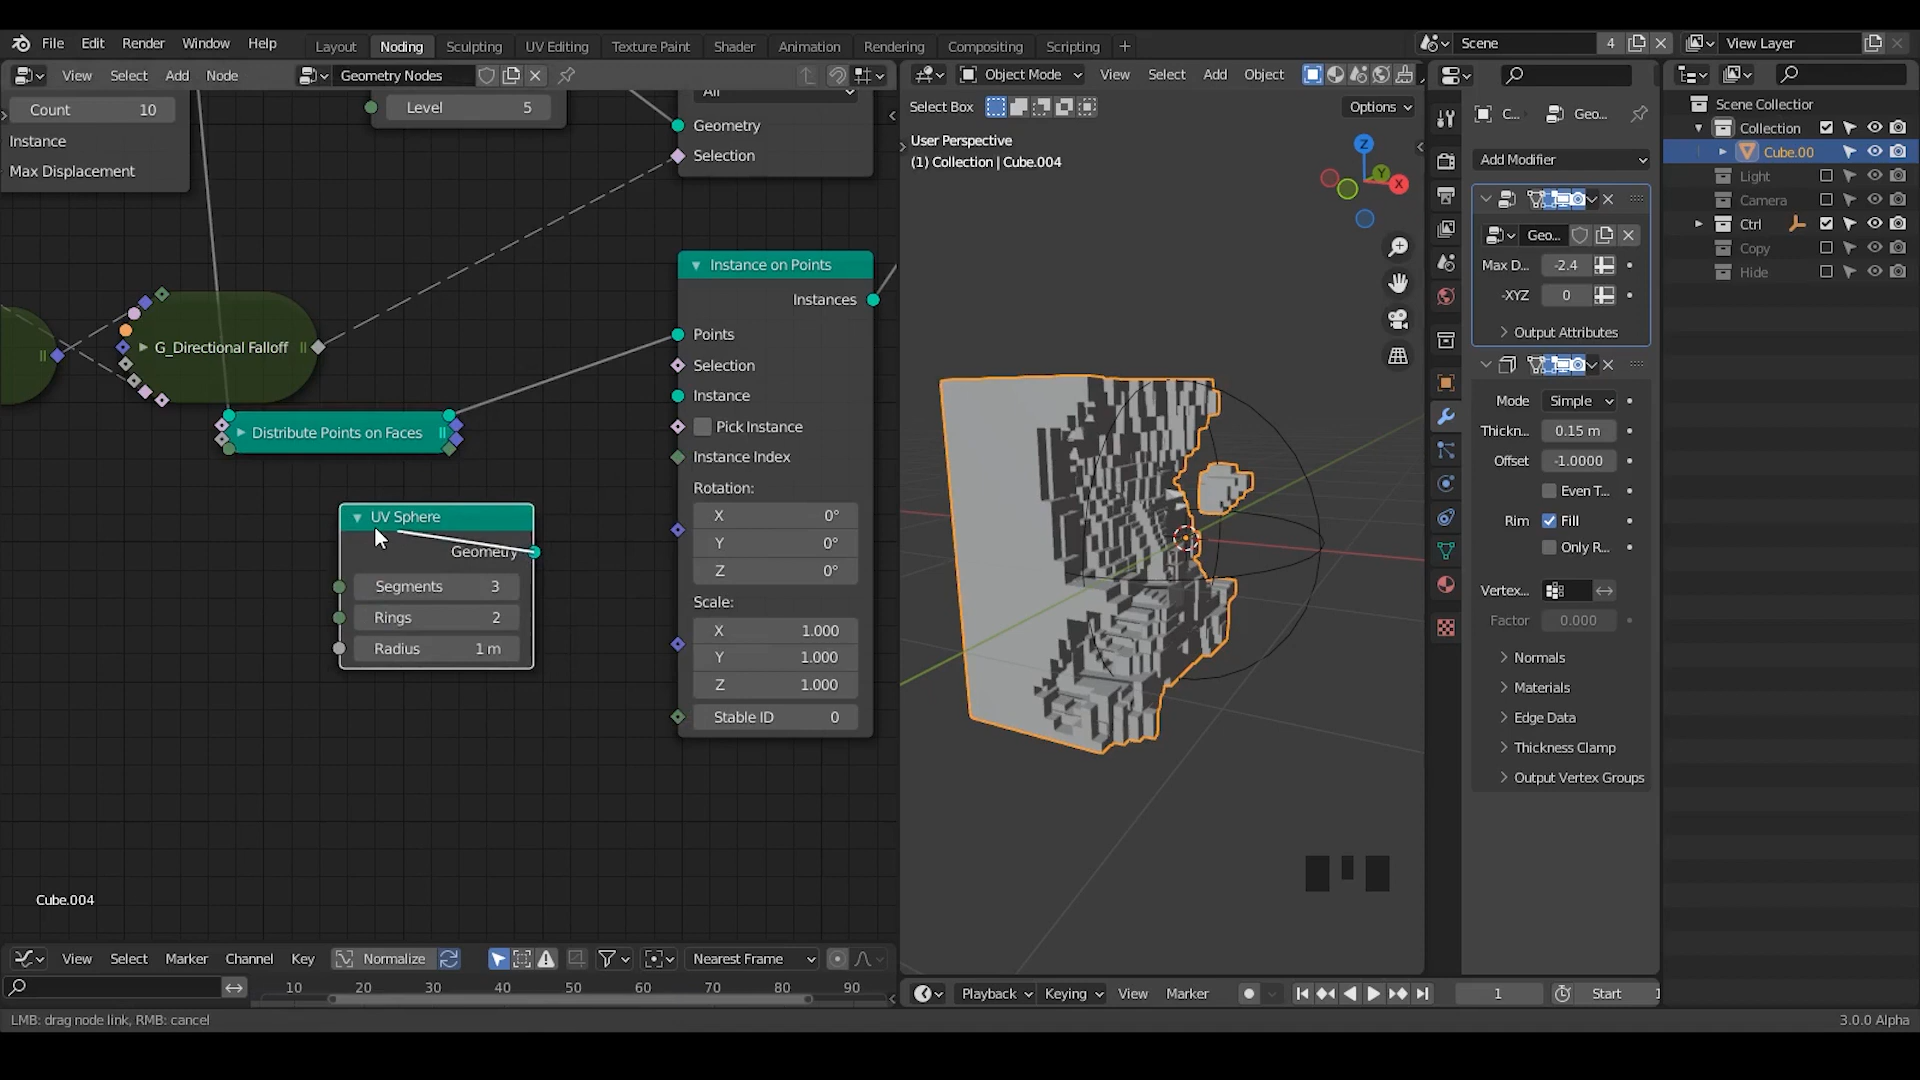 File Edit Render Window Help
Layout Noding Sculpting UV Editing Texture Paint Shader Animation Rendering Compositing Scripting
Scene 4
View Layer
View Select Add Node
Geometry Nodes
Object Mode
View Select Add Object
Select Box
Options
User Perspective
(1) Collection | Cube.004
Z
Y
X
Count 10
Instance
Max Displacement
Level 5
All
Geometry
Selection
G_Directional Falloff
Distribute Points on Faces
UV Sphere
Geometry
Segments 3
Rings 2
Radius 1 m
Instance on Points
Instances
Points
Selection
Instance
Pick Instance
Instance Index
Rotation:
X 0°
Y 0°
Z 0°
Scale:
X 1.000
Y 1.000
Z 1.000
Stable ID 0
Cube.004
C...
Geo...
Add Modifier
Geo...
Max D... -2.4
-XYZ 0
Output Attributes
Mode Simple
Thickn... 0.15 m
Offset -1.0000
Even T...
Rim Fill
Only R...
Vertex...
Factor 0.000
Normals
Materials
Edge Data
Thickness Clamp
Output Vertex Groups
Scene Collection
Collection
Cube.00
Light
Camera
Ctrl
Copy
Hide
View Select Marker Channel Key Normalize Nearest Frame
10 20 30 40 50 60 70 80 90
Playback Keying View Marker 1 Start 1
LMB: drag node link, RMB: cancel
3.0.0 Alpha